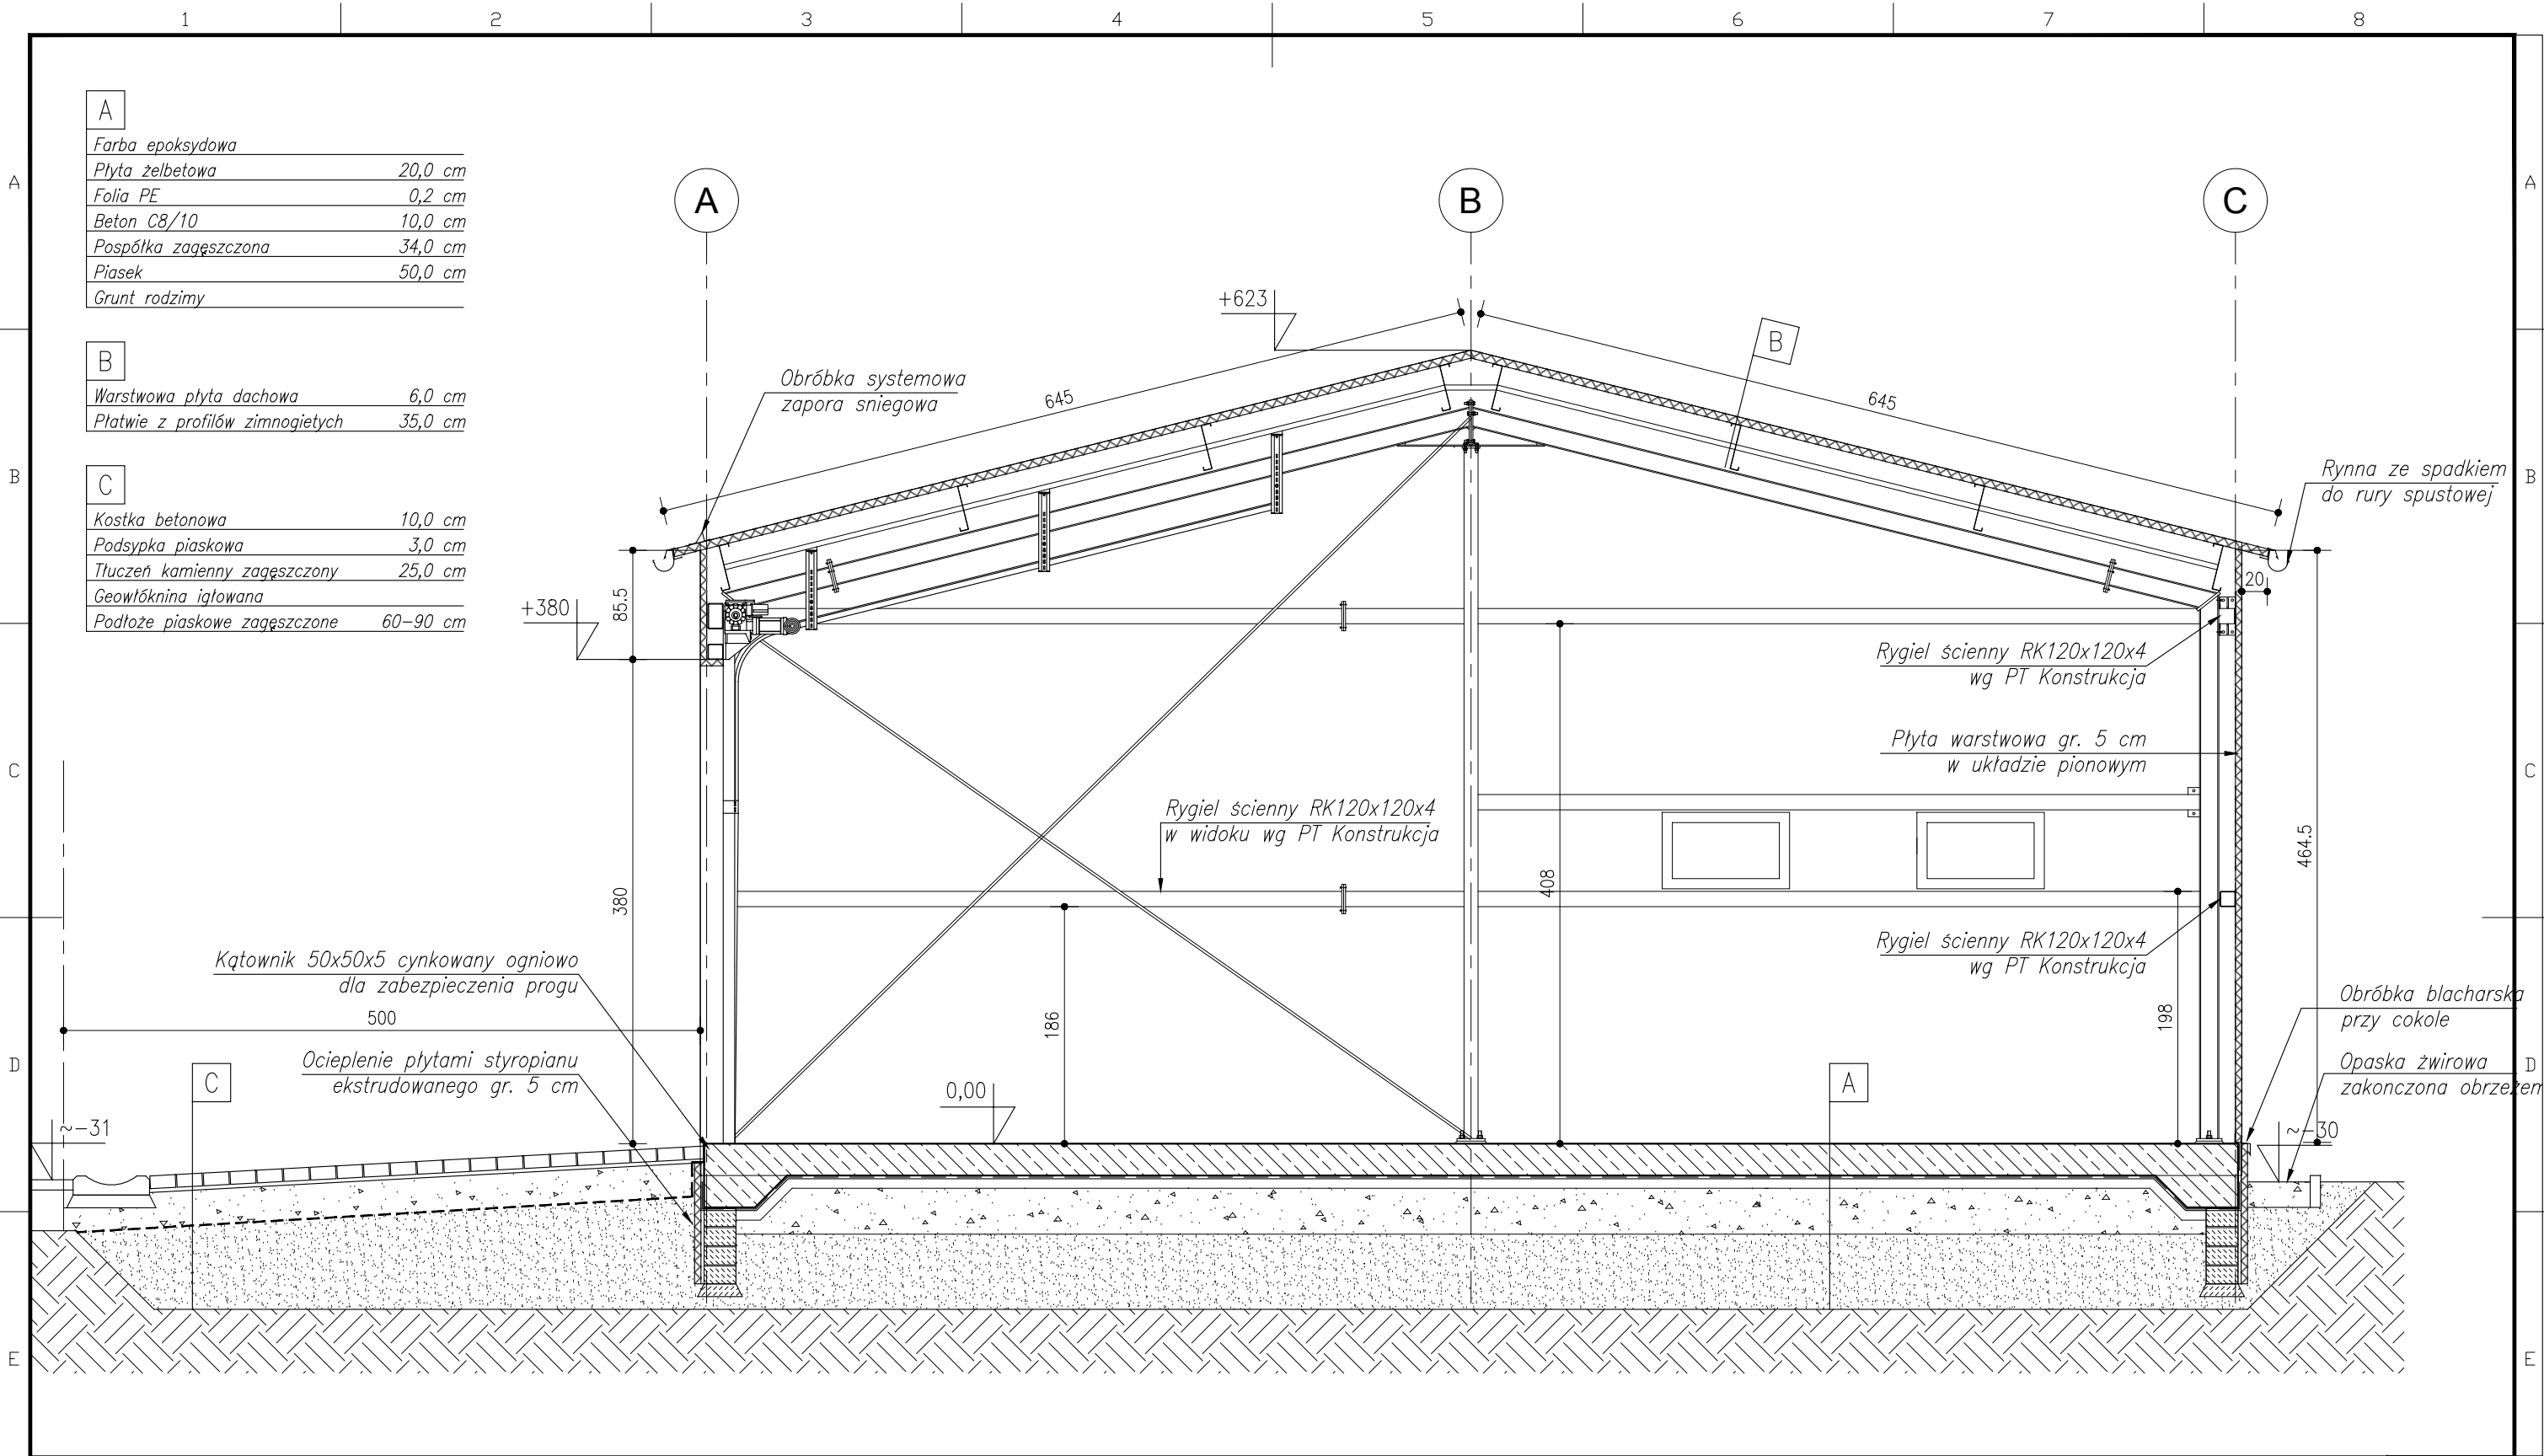 1 2 3 4 5 6 7 8
A
Farba epoksydowa
Płyta żelbetowa 20,0 cm
Folia PE 0,2 cm
Beton C8/10 10,0 cm
Pospółka zagęszczona 34,0 cm
Piasek 50,0 cm
Grunt rodzimy
B
Warstwowa płyta dachowa 6,0 cm
Płatwie z profilów zimnogietych 35,0 cm
C
Kostka betonowa 10,0 cm
Podsypka piaskowa 3,0 cm
Tłuczeń kamienny zagęszczony 25,0 cm
Geowłóknina igłowana
Podłoże piaskowe zagęszczone 60-90 cm
A A
A B C
+623
B
Obróbka systemowa
zapora sniegowa
645
645
B B
Rynna ze spadkiem
do rury spustowej
20
+380
85.5
Rygiel ścienny RK120x120x4
wg PT Konstrukcja
Płyta warstwowa gr. 5 cm
w układzie pionowym
C C
Rygiel ścienny RK120x120x4
w widoku wg PT Konstrukcja
464.5
408
380
Rygiel ścienny RK120x120x4
wg PT Konstrukcja
Kątownik 50x50x5 cynkowany ogniowo
dla zabezpieczenia progu
Obróbka blacharska
przy cokole
500
186
198
D D
Ocieplenie płytami styropianu
ekstrudowanego gr. 5 cm
Opaska żwirowa
zakonczona obrzeżem
C
A
0,00
~-31
~-30
E E